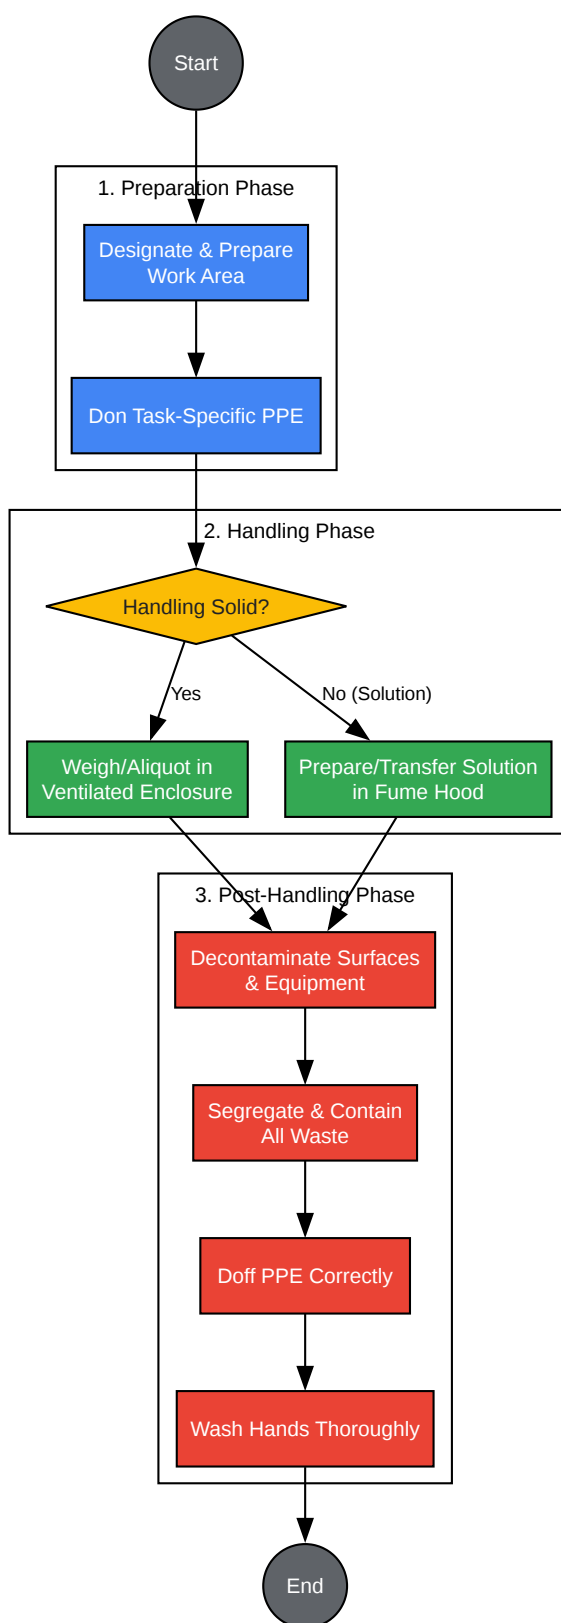 Start
1. Preparation Phase
Designate & Prepare
Work Area
Don Task-Specific PPE
2. Handling Phase
Handling Solid?
Yes
No (Solution)
Weigh/Aliquot in
Ventilated Enclosure
Prepare/Transfer Solution
in Fume Hood
3. Post-Handling Phase
Decontaminate Surfaces
& Equipment
Segregate & Contain
All Waste
Doff PPE Correctly
Wash Hands Thoroughly
End